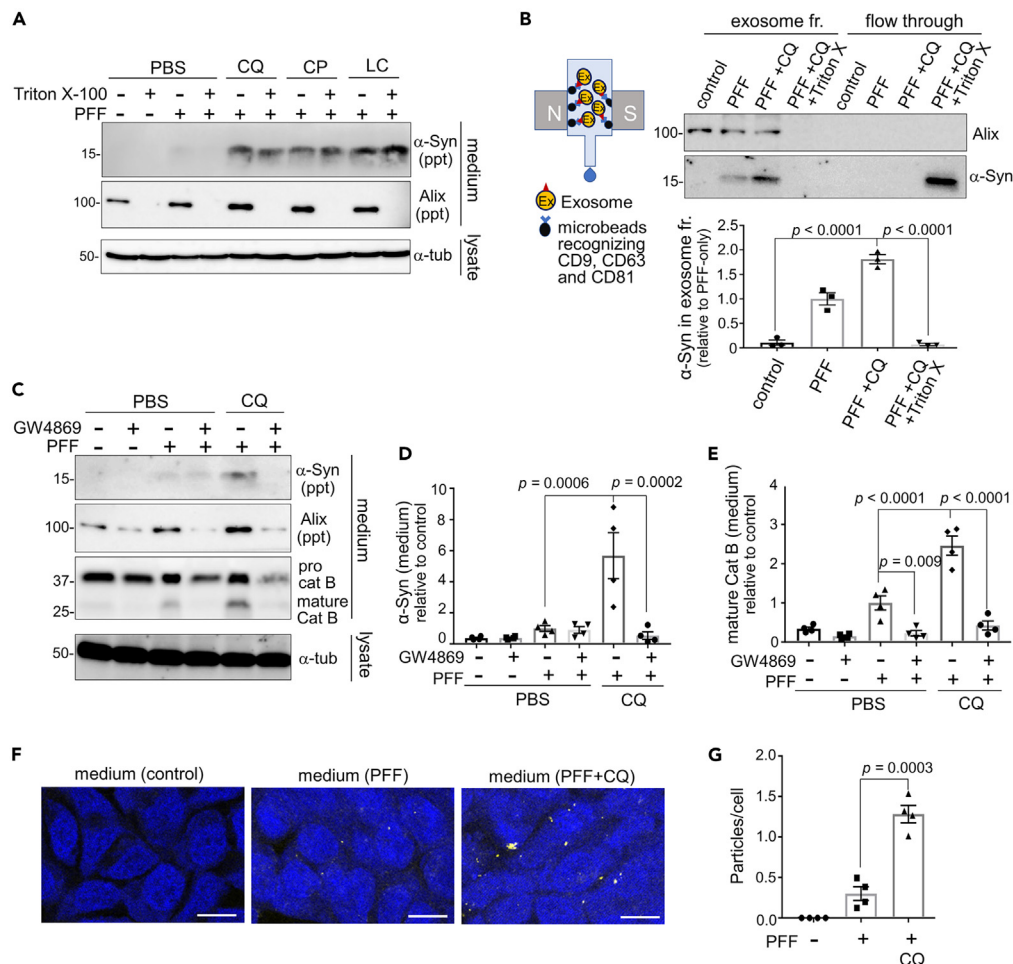 A
PBS CQ CP LC
Triton X-100 - + - + - + - + - +
PFF - - + + + + + + + +
15-
α-Syn
(ppt)
100-
Alix
(ppt)
medium
50-
α-tub
lysate
B
exosome fr. flow through
control PFF PFF +CQ PFF +CQ +Triton X control PFF PFF +CQ PFF +CQ +Triton X
N S
Ex
Ex
Ex
Ex
Ex
Ex Exosome
microbeads
recognizing
CD9, CD63
and CD81
100- Alix
15- α-Syn
α-Syn in exosome fr.
(relative to PFF-only)
p < 0.0001 p < 0.0001
2.5
2.0
1.5
1.0
0.5
0
control PFF PFF +CQ PFF +CQ +Triton X
C
PBS CQ
GW4869 - + - + - +
PFF - - + + + +
15-
α-Syn
(ppt)
100-
Alix
(ppt)
37-
pro
cat B
25-
mature
Cat B
medium
50-
α-tub
lysate
D
α-Syn (medium)
relative to control
p = 0.0006 p = 0.0002
10
8
6
4
2
0
GW4869 - + - + - +
PFF - - + + + +
PBS CQ
E
mature Cat B (medium)
relative to control
p < 0.0001 p < 0.0001
p = 0.009
4
3
2
1
0
GW4869 - + - + - +
PFF - - + + + +
PBS CQ
F
medium (control) medium (PFF) medium (PFF+CQ)
G
Particles/cell
p = 0.0003
2.0
1.5
1.0
0.5
0.0
PFF - + +
CQ